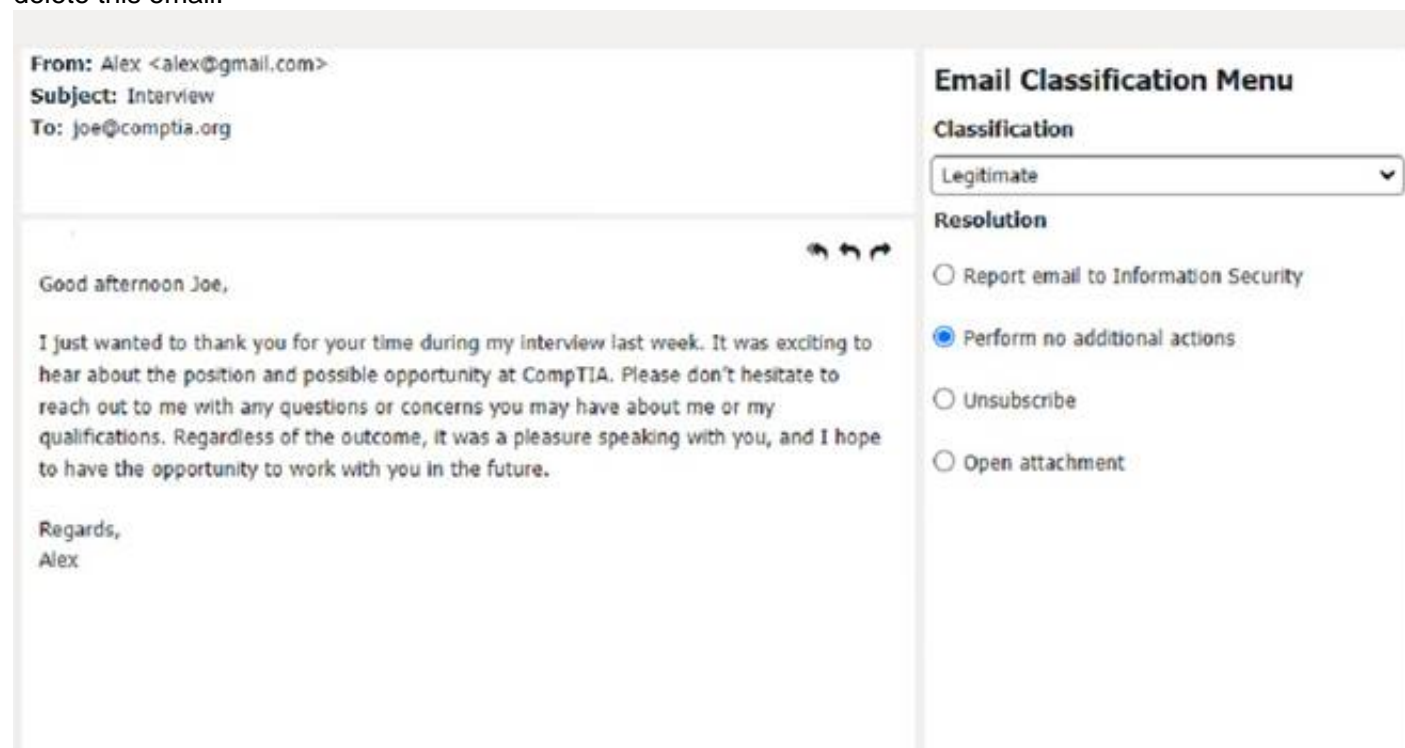 delete this email.
From: Alex <alex@gmail.com>
Subject: Interview
To: joe@comptia.org
Good afternoon Joe,
I just wanted to thank you for your time during my interview last week. It was exciting to
hear about the position and possible opportunity at CompTIA. Please don't hesitate to
reach out to me with any questions or concerns you may have about me or my
qualifications. Regardless of the outcome, it was a pleasure speaking with you, and I hope
to have the opportunity to work with you in the future.
Regards,
Alex
Email Classification Menu
Classification
Legitimate
Resolution
Report email to Information Security
Perform no additional actions
Unsubscribe
Open attachment